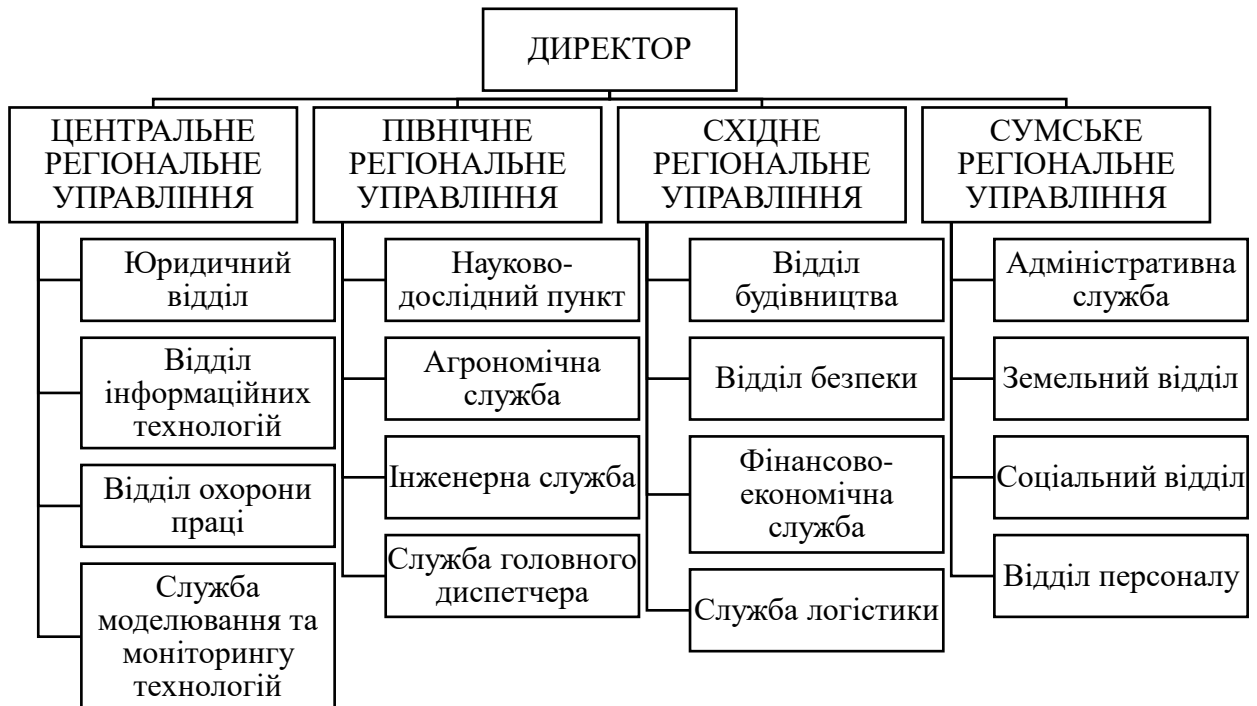 ДИРЕКТОР
ЦЕНТРАЛЬНЕ
РЕГІОНАЛЬНЕ
УПРАВЛІННЯ
Юридичний
відділ
Відділ
інформаційних
технологій
Відділ охорони
праці
Служба
моделювання та
моніторингу
технологій
ПІВНІЧНЕ
РЕГІОНАЛЬНЕ
УПРАВЛІННЯ
Науково-
дослідний пункт
Агрономічна
служба
Інженерна служба
Служба головного
диспетчера
СХІДНЕ
РЕГІОНАЛЬНЕ
УПРАВЛІННЯ
Відділ
будівництва
Відділ безпеки
Фінансово-
економічна
служба
Служба логістики
СУМСЬКЕ
РЕГІОНАЛЬНЕ
УПРАВЛІННЯ
Адміністративна
служба
Земельний відділ
Соціальний відділ
Відділ персоналу